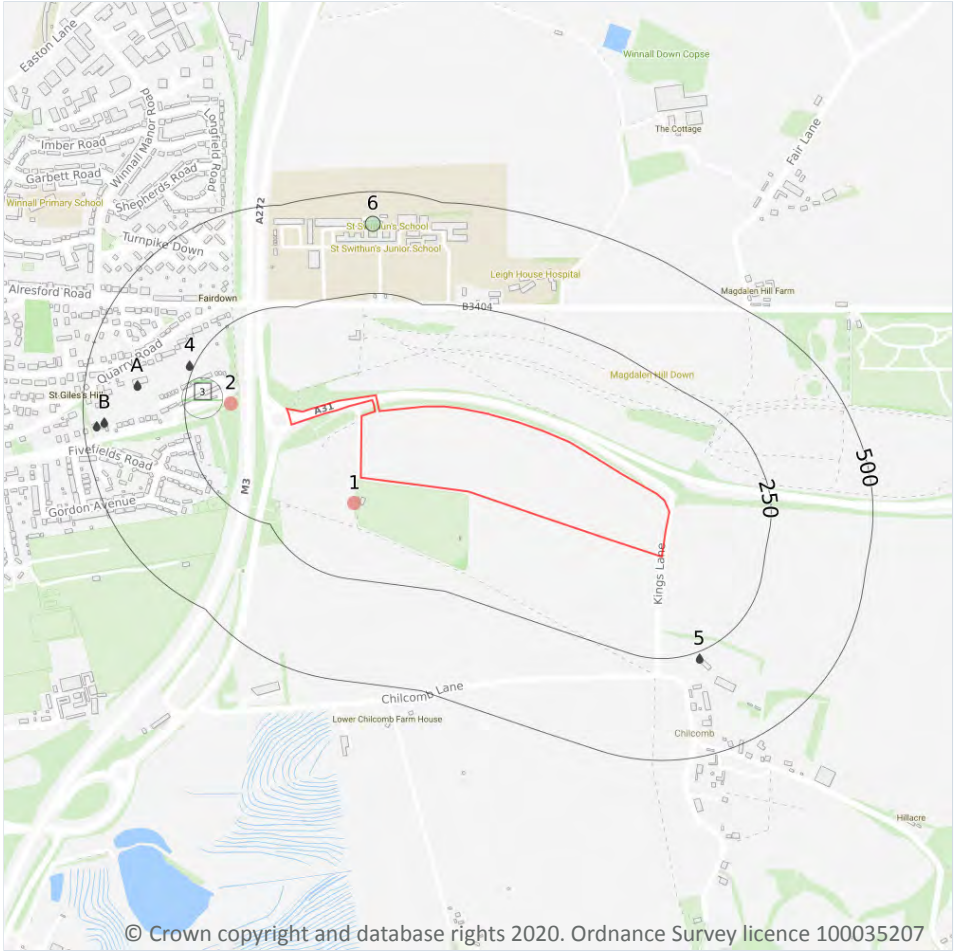 Easton Lane
Winnall Down Copse
The Cottage
Fair Lane
Imber Road
Winnall Manor Road
Longfield Road
Garbett Road
Shepherds Road
Winnall Primary School
A272
6
St Swithun's School
St Swithun's Junior School
Turnpike Down
Leigh House Hospital
Alresford Road
Fairdown
B3404
Magdalen Hill Farm
Quarry Road
4
A
Magdalen Hill Down
3
2
St Giles's Hill
B
A31
Fivefields Road
M3
1
500
250
Gordon Avenue
Kings Lane
5
Chilcomb Lane
Lower Chilcomb Farm House
Chilcomb
Hillacre
© Crown copyright and database rights 2020. Ordnance Survey licence 100035207